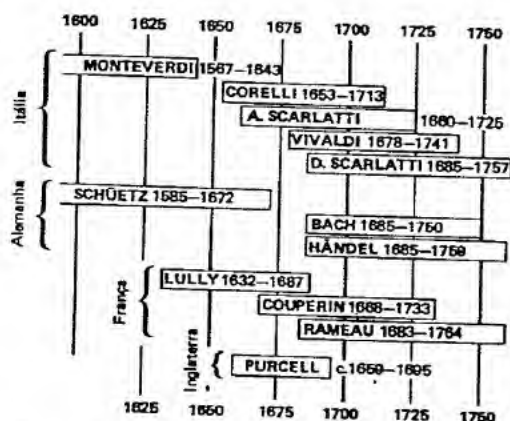 1600 1625 1650 1675 1700 1725 1750
Itália
MONTEVERDI 1567–1643
CORELLI 1653–1713
A. SCARLATTI 1660–1725
VIVALDI 1678–1741
D. SCARLATTI 1685–1757
Alemanha
SCHÜETZ 1585–1672
BACH 1685–1750
HÄNDEL 1685–1759
França
LULLY 1632–1687
COUPERIN 1668–1733
RAMEAU 1683–1764
Inglaterra
PURCELL c.1659–1695
1625 1650 1675 1700 1725 1750